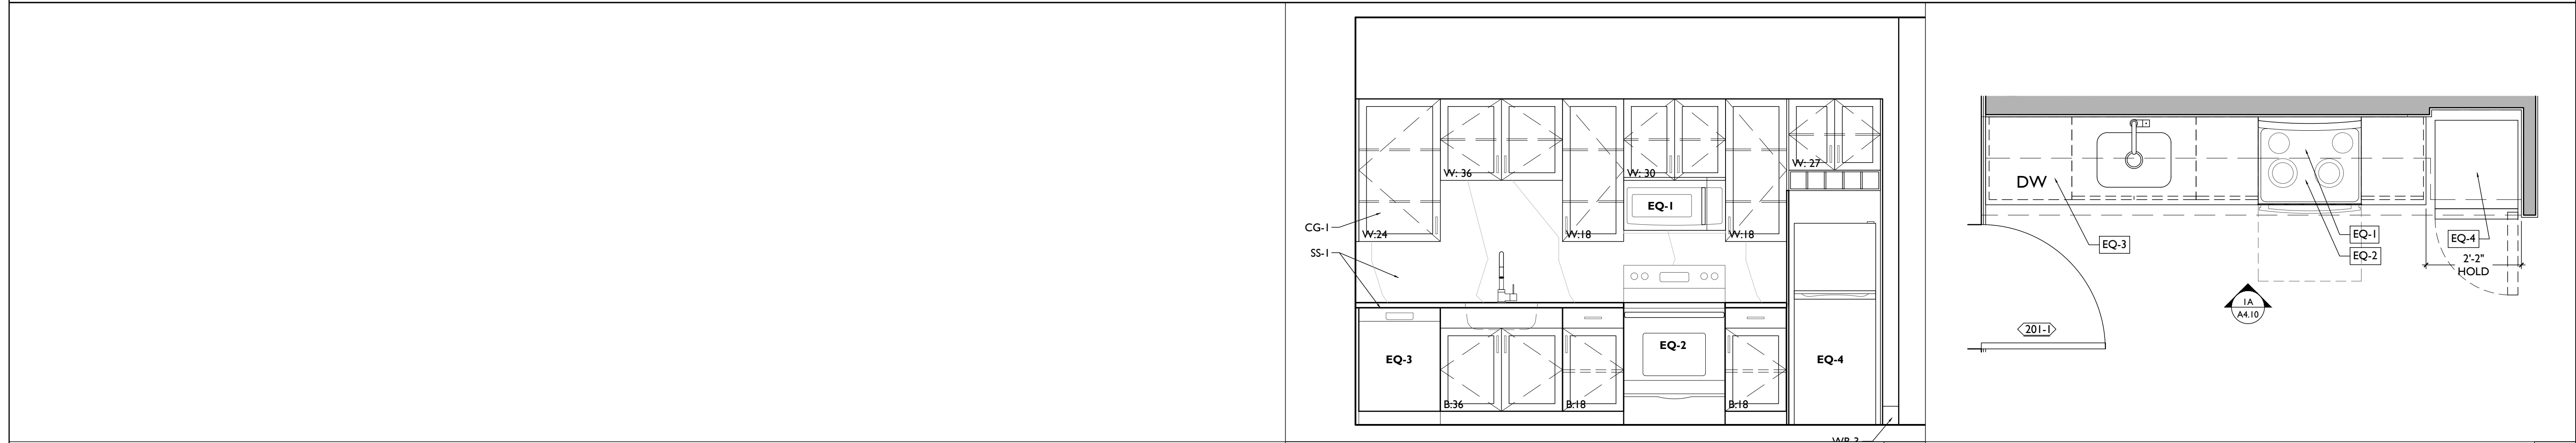 W: 36
W: 30
W: 27
EQ-1
CG-1
W:24
W:18
W:18
SS-1
EQ-3
EQ-2
EQ-4
B:36
B:18
B:18
DW
EQ-3
EQ-1
EQ-2
EQ-4
2'-2"
HOLD
1A
A4.10
201-1